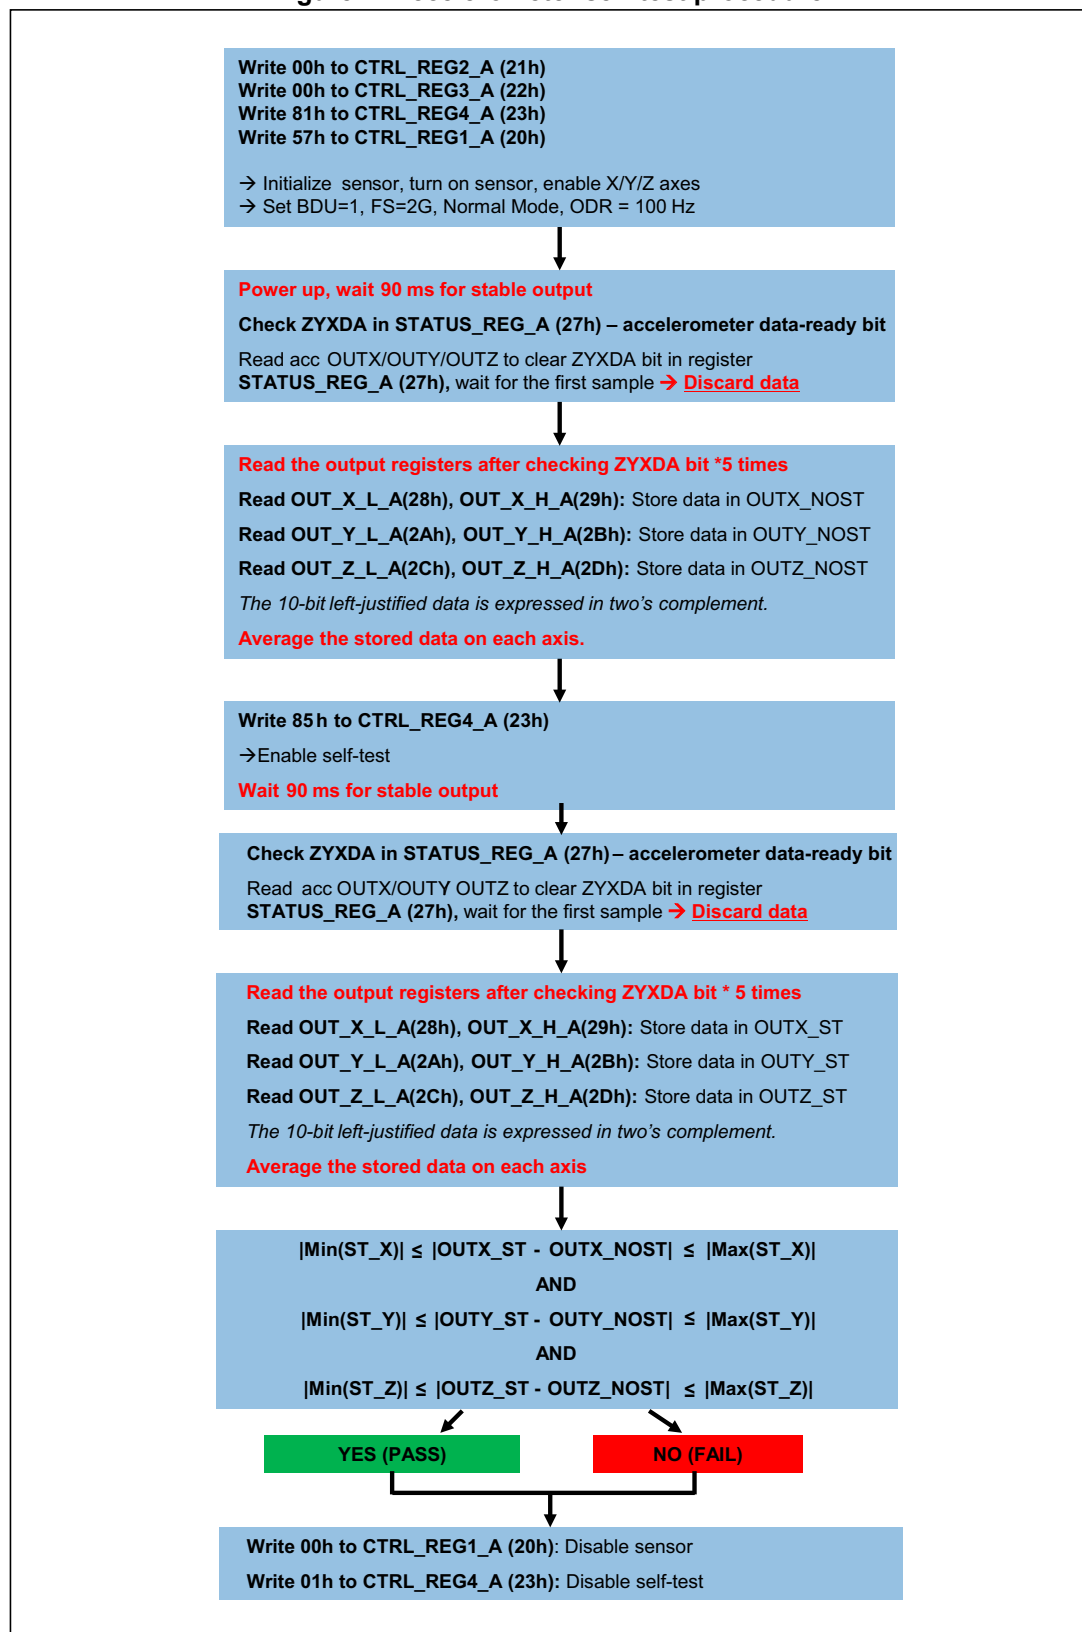 Write 00h to CTRL_REG2_A (21h)
Write 00h to CTRL_REG3_A (22h)
Write 81h to CTRL_REG4_A (23h)
Write 57h to CTRL_REG1_A (20h)
→ Initialize sensor, turn on sensor, enable X/Y/Z axes
→ Set BDU=1, FS=2G, Normal Mode, ODR = 100 Hz
Power up, wait 90 ms for stable output
Check ZYXDA in STATUS_REG_A (27h) – accelerometer data-ready bit
Read acc OUTX/OUTY/OUTZ to clear ZYXDA bit in register
STATUS_REG_A (27h), wait for the first sample → Discard data
Read the output registers after checking ZYXDA bit *5 times
Read OUT_X_L_A(28h), OUT_X_H_A(29h): Store data in OUTX_NOST
Read OUT_Y_L_A(2Ah), OUT_Y_H_A(2Bh): Store data in OUTY_NOST
Read OUT_Z_L_A(2Ch), OUT_Z_H_A(2Dh): Store data in OUTZ_NOST
The 10-bit left-justified data is expressed in two's complement.
Average the stored data on each axis.
Write 85h to CTRL_REG4_A (23h)
→Enable self-test
Wait 90 ms for stable output
Check ZYXDA in STATUS_REG_A (27h) – accelerometer data-ready bit
Read acc OUTX/OUTY OUTZ to clear ZYXDA bit in register
STATUS_REG_A (27h), wait for the first sample → Discard data
Read the output registers after checking ZYXDA bit * 5 times
Read OUT_X_L_A(28h), OUT_X_H_A(29h): Store data in OUTX_ST
Read OUT_Y_L_A(2Ah), OUT_Y_H_A(2Bh): Store data in OUTY_ST
Read OUT_Z_L_A(2Ch), OUT_Z_H_A(2Dh): Store data in OUTZ_ST
The 10-bit left-justified data is expressed in two's complement.
Average the stored data on each axis
|Min(ST_X)| ≤ |OUTX_ST - OUTX_NOST| ≤ |Max(ST_X)|
AND
|Min(ST_Y)| ≤ |OUTY_ST - OUTY_NOST| ≤ |Max(ST_Y)|
AND
|Min(ST_Z)| ≤ |OUTZ_ST - OUTZ_NOST| ≤ |Max(ST_Z)|
YES (PASS)
NO (FAIL)
Write 00h to CTRL_REG1_A (20h): Disable sensor
Write 01h to CTRL_REG4_A (23h): Disable self-test